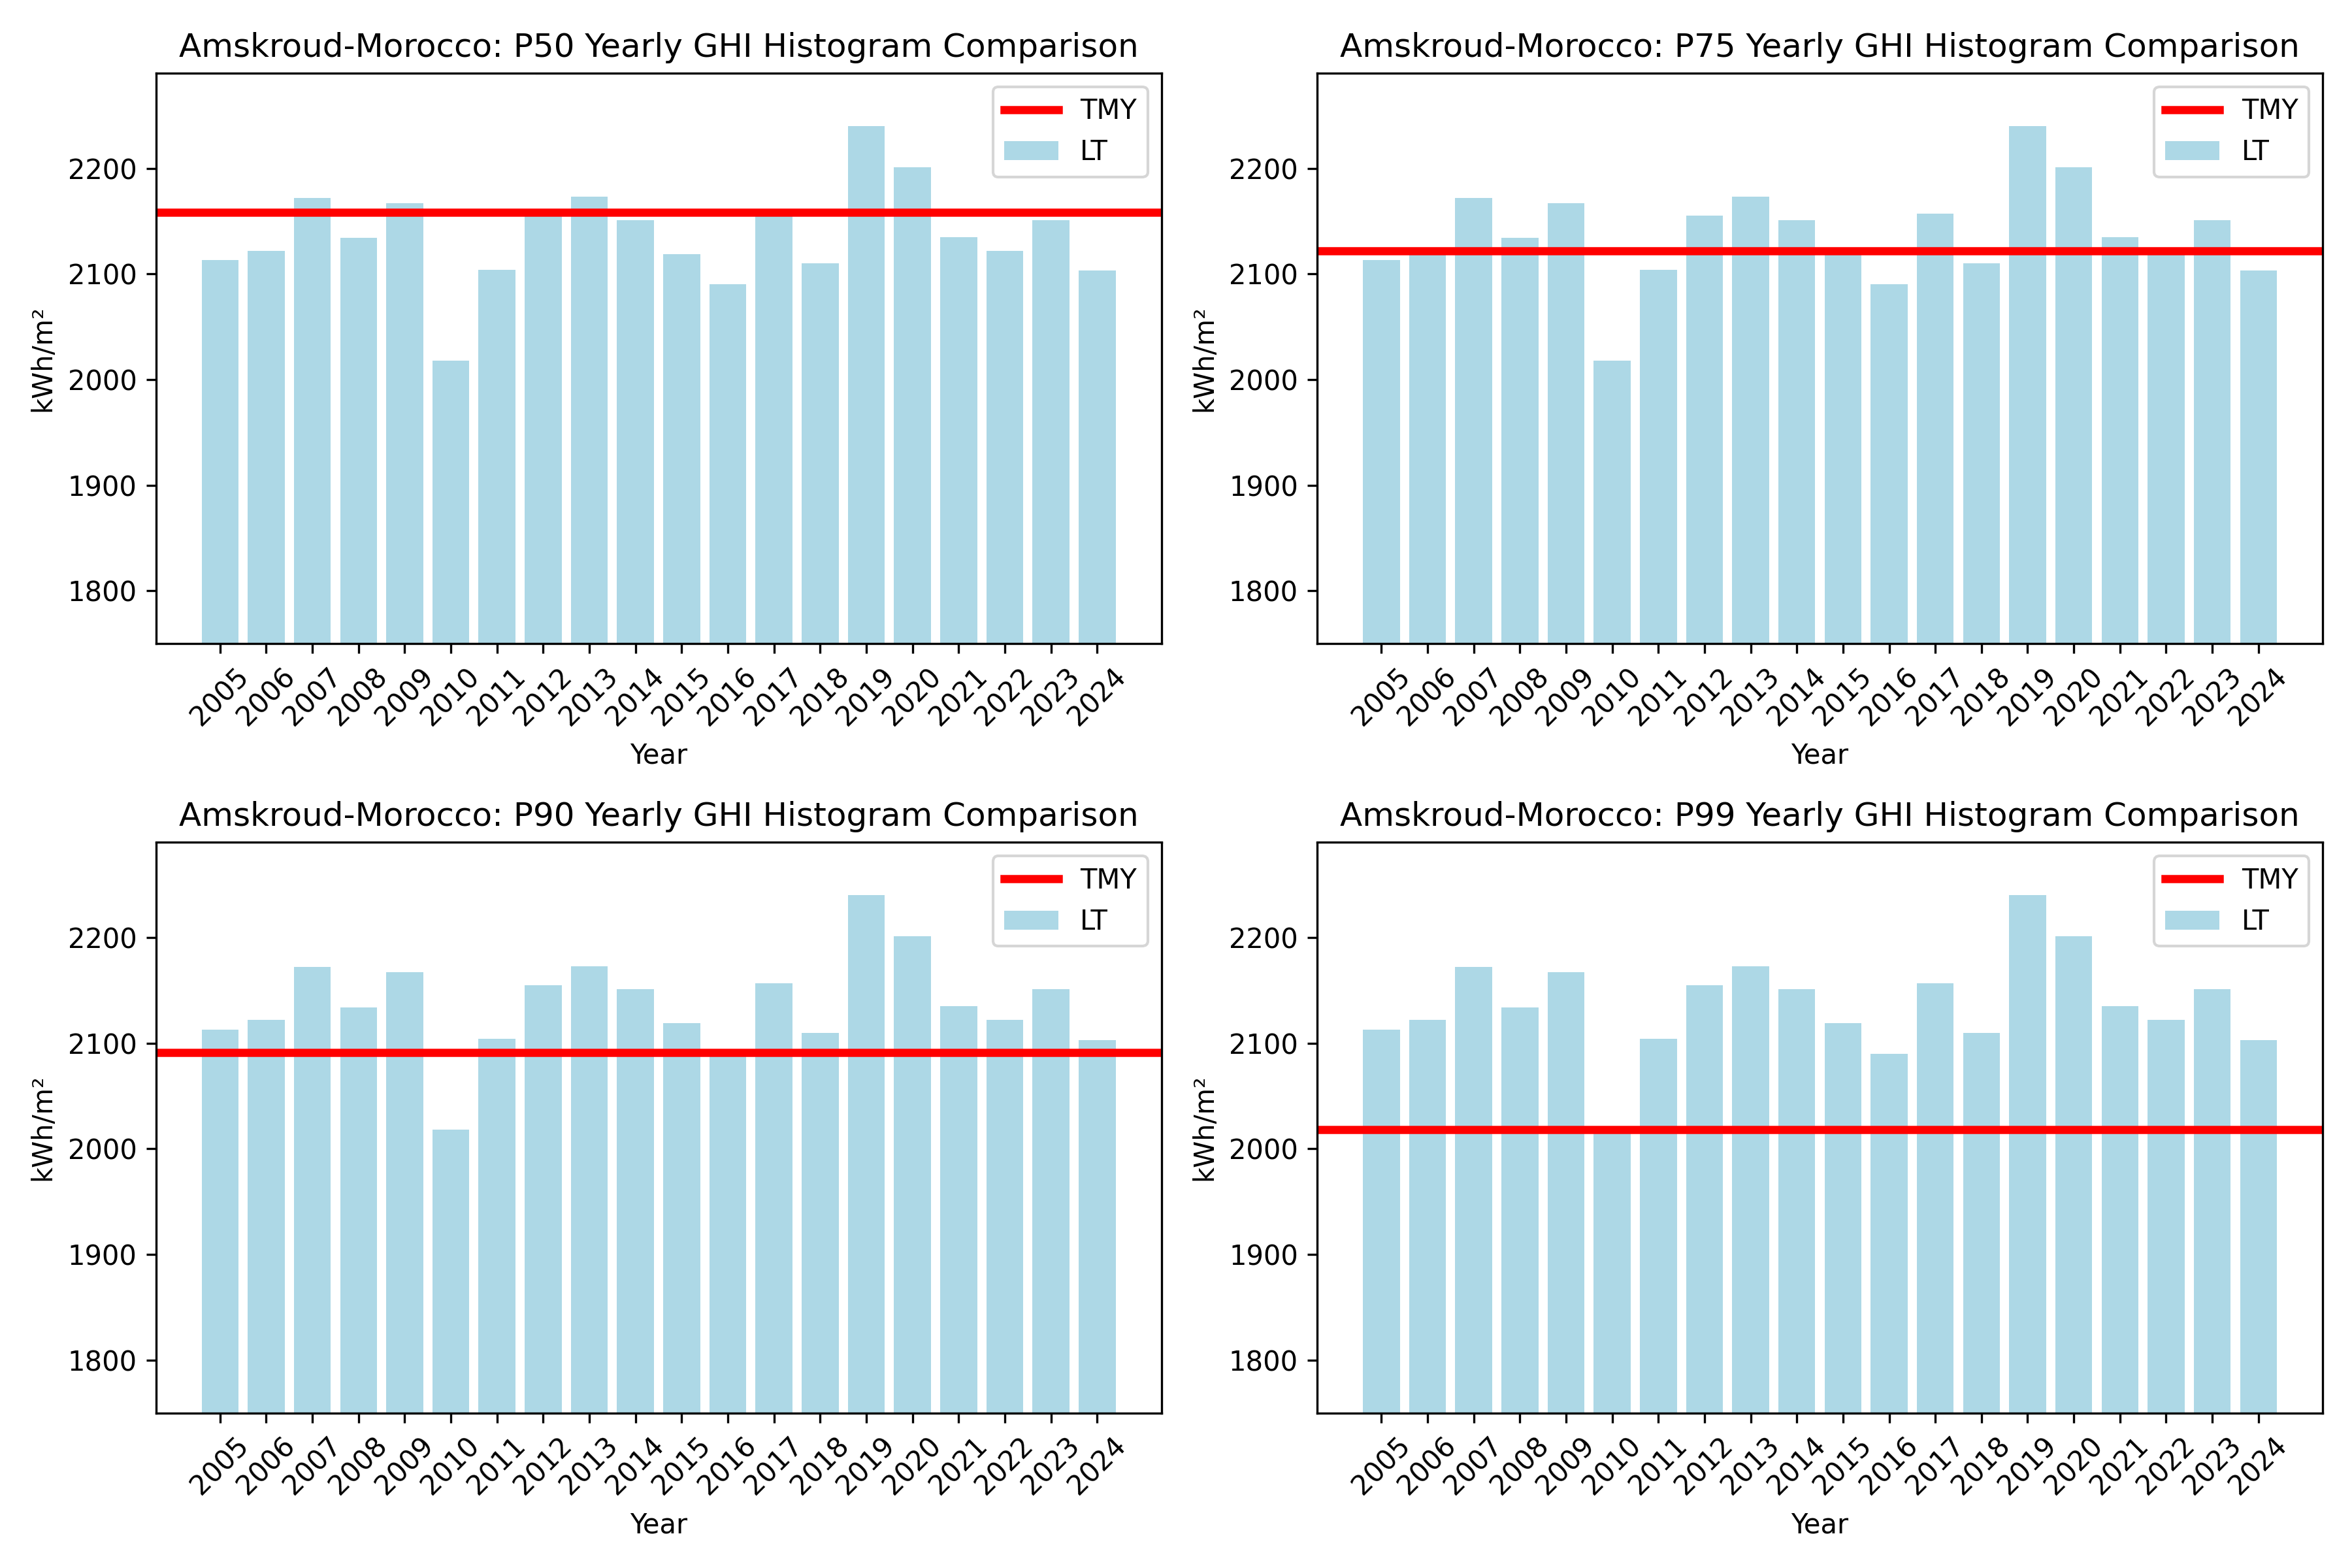 Amskroud-Morocco: P50 Yearly GHI Histogram Comparison
TMY
LT
2200
2100
2000
1900
1800
kWh/m²
2005 2006 2007 2008 2009 2010 2011 2012 2013 2014 2015 2016 2017 2018 2019 2020 2021 2022 2023 2024
Year
Amskroud-Morocco: P75 Yearly GHI Histogram Comparison
TMY
LT
2200
2100
2000
1900
1800
kWh/m²
2005 2006 2007 2008 2009 2010 2011 2012 2013 2014 2015 2016 2017 2018 2019 2020 2021 2022 2023 2024
Year
Amskroud-Morocco: P90 Yearly GHI Histogram Comparison
TMY
LT
2200
2100
2000
1900
1800
kWh/m²
2005 2006 2007 2008 2009 2010 2011 2012 2013 2014 2015 2016 2017 2018 2019 2020 2021 2022 2023 2024
Year
Amskroud-Morocco: P99 Yearly GHI Histogram Comparison
TMY
LT
2200
2100
2000
1900
1800
kWh/m²
2005 2006 2007 2008 2009 2010 2011 2012 2013 2014 2015 2016 2017 2018 2019 2020 2021 2022 2023 2024
Year